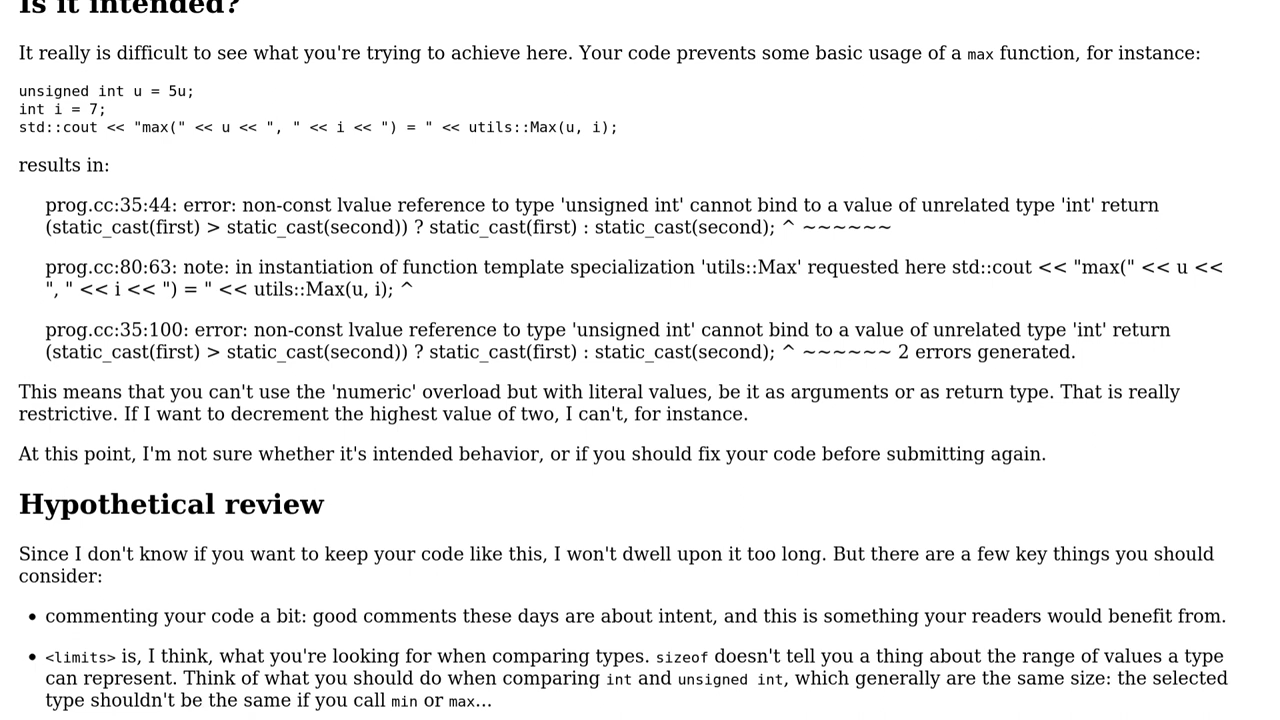 Is it intended?
It really is difficult to see what you're trying to achieve here. Your code prevents some basic usage of a max function, for instance:
unsigned int u = 5u;
int i = 7;
std::cout << "max(" << u << ", " << i << ") = " << utils::Max(u, i);
results in:
prog.cc:35:44: error: non-const lvalue reference to type 'unsigned int' cannot bind to a value of unrelated type 'int' return
(static_cast(first) > static_cast(second)) ? static_cast(first) : static_cast(second); ^ ~~~~~~
prog.cc:80:63: note: in instantiation of function template specialization 'utils::Max' requested here std::cout << "max(" << u <<
", " << i << ") = " << utils::Max(u, i); ^
prog.cc:35:100: error: non-const lvalue reference to type 'unsigned int' cannot bind to a value of unrelated type 'int' return
(static_cast(first) > static_cast(second)) ? static_cast(first) : static_cast(second); ^ ~~~~~~ 2 errors generated.
This means that you can't use the 'numeric' overload but with literal values, be it as arguments or as return type. That is really
restrictive. If I want to decrement the highest value of two, I can't, for instance.
At this point, I'm not sure whether it's intended behavior, or if you should fix your code before submitting again.
Hypothetical review
Since I don't know if you want to keep your code like this, I won't dwell upon it too long. But there are a few key things you should
consider:
• commenting your code a bit: good comments these days are about intent, and this is something your readers would benefit from.
• <limits> is, I think, what you're looking for when comparing types. sizeof doesn't tell you a thing about the range of values a type
can represent. Think of what you should do when comparing int and unsigned int, which generally are the same size: the selected
type shouldn't be the same if you call min or max...